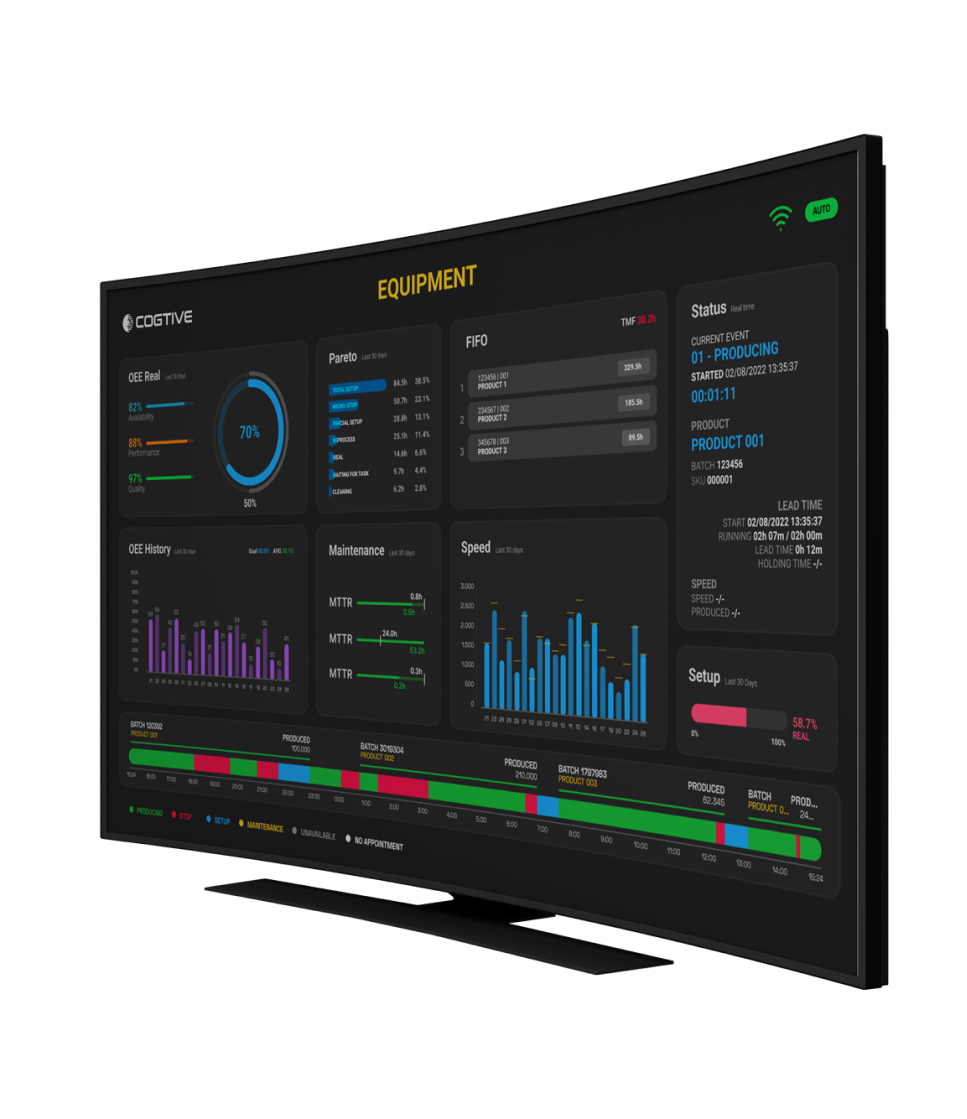 AUTO
EQUIPMENT
COGTIVE
OEE Real Last 30 days
82%
Availability
88%
Performance
97%
Quality
70%
50%
Pareto Last 30 days
TOTAL SETUP 84.5h 38.5%
MICRO-STOP 50.7h 23.1%
PARCIAL SETUP 28.8h 13.1%
REPROCESS 25.1h 11.4%
MEAL 14.6h 6.6%
WAITING FOR TASK 9.7h 4.4%
CLEANING 6.2h 2.8%
FIFO
TMF 30.2h
1 123456 | 001
PRODUCT 1
329.5h
2 234567 | 002
PRODUCT 2
185.5h
3 345678 | 003
PRODUCT 3
89.5h
Status Real time
CURRENT EVENT
01 - PRODUCING
STARTED 02/08/2022 13:35:37
00:01:11
PRODUCT
PRODUCT 001
BATCH 123456
SKU 000001
LEAD TIME
START 02/08/2022 13:35:37
RUNNING 02h 07m / 02h 00m
LEAD TIME 0h 12m
HOLDING TIME -/-
SPEED
SPEED -/-
PRODUCED -/-
OEE History Last 30 days
100%
90%
80%
70%
60%
50%
40%
30%
20%
10%
Maintenance Last 30 days
MTTR 0.8h
0.5h
MTTR 24.0h
53.2h
MTTR 0.3h
0.2h
Speed Last 30 days
3.000
2.500
2.000
1.500
1.000
500
0
Setup Last 30 Days
58.7%
REAL
0% 100%
BATCH 120392
PRODUCT 001
PRODUCED
100.000
BATCH 3019304
PRODUCT 002
PRODUCED
210.000
BATCH 1797983
PRODUCT 003
PRODUCED
62.345
BATCH
PRODUCT 0...
PROD...
24...
15:24 16:00 17:00 18:00 19:00 20:00 21:00 22:00 23:00 0:00 1:00 2:00 3:00 4:00 5:00 6:00 7:00 8:00 9:00 10:00 11:00 12:00 13:00 14:00 15:24
PRODUCING STOP SETUP MAINTENANCE UNAVAILABLE NO APPOINTMENT